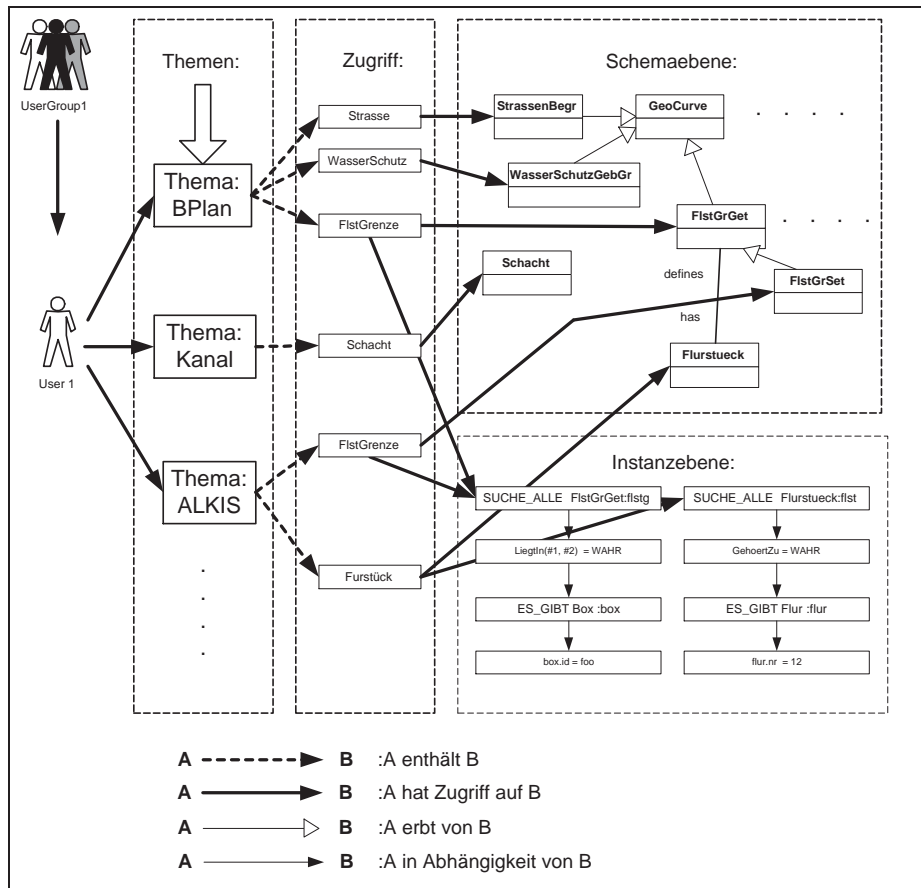 UserGroup1
User 1
Themen:
Thema:
BPlan
Thema:
Kanal
Thema:
ALKIS
Zugriff:
Strasse
WasserSchutz
FlstGrenze
Schacht
FlstGrenze
Furstück
Schemaebene:
StrassenBegr
GeoCurve
WasserSchutzGebGr
FlstGrGet
Schacht
defines
FlstGrSet
has
Flurstueck
Instanzebene:
SUCHE_ALLE FlstGrGet:flstg
LiegtIn(#1, #2) = WAHR
ES_GIBT Box :box
box.id = foo
SUCHE_ALLE Flurstueck:flst
GehoertZu = WAHR
ES_GIBT Flur :flur
flur.nr = 12
A B :A enthält B
A B :A hat Zugriff auf B
A B :A erbt von B
A B :A in Abhängigkeit von B